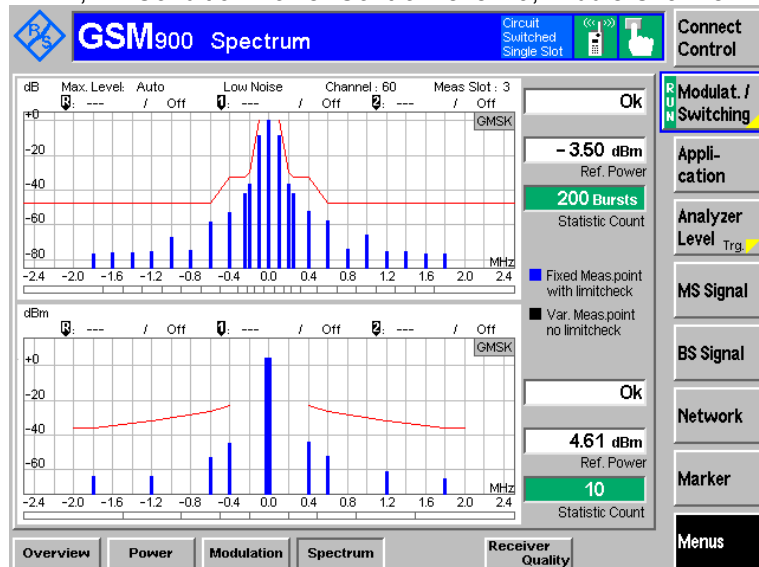 R/S
GSM900 Spectrum
Circuit
Switched
Single Slot
Connect
Control
dB Max. Level: Auto Low Noise Channel : 60 Meas Slot : 3
R: --- / Off 1: --- / Off 2: --- / Off
GMSK
+0
-20
-40
-60
-80
MHz
-2.4 -2.0 -1.6 -1.2 -0.8 -0.4 0.0 0.4 0.8 1.2 1.6 2.0 2.4
Ok
- 3.50 dBm
Ref. Power
200 Bursts
Statistic Count
Fixed Meas.point
with limitcheck
Var. Meas.point
no limitcheck
dBm
R: --- / Off 1: --- / Off 2: --- / Off
GMSK
+0
-20
-40
-60
MHz
-2.4 -2.0 -1.6 -1.2 -0.8 -0.4 0.0 0.4 0.8 1.2 1.6 2.0 2.4
Ok
4.61 dBm
Ref. Power
10
Statistic Count
RUN
Modulat. /
Switching
Appli-
cation
Analyzer
Level Trg.
MS Signal
BS Signal
Network
Marker
Menus
Overview
Power
Modulation
Spectrum
Receiver
Quality